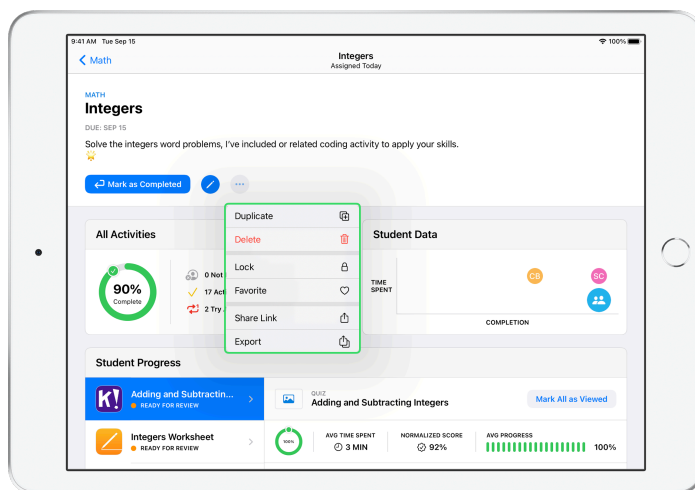 9:41 AM Tue Sep 15
100%
Math
Integers
Assigned Today
MATH
Integers
DUE: SEP 15
Solve the integers word problems, I've included or related coding activity to apply your skills.
Mark as Completed
All Activities
90%
Complete
0 Not
17 Acti
2 Try
Duplicate
Delete
Lock
Favorite
Share Link
Export
Student Data
TIME
SPENT
CB
SC
COMPLETION
Student Progress
K!
Adding and Subtractin...
READY FOR REVIEW
QUIZ
Adding and Subtracting Integers
Mark All as Viewed
Integers Worksheet
READY FOR REVIEW
100%
AVG TIME SPENT
3 MIN
NORMALIZED SCORE
92%
AVG PROGRESS
100%